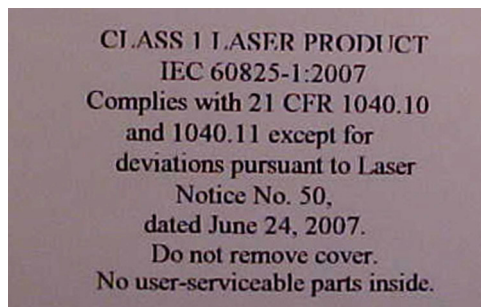 CLASS 1 LASER PRODUCT
IEC 60825-1:2007
Complies with 21 CFR 1040.10
and 1040.11 except for
deviations pursuant to Laser
Notice No. 50,
dated June 24, 2007.
Do not remove cover.
No user-serviceable parts inside.